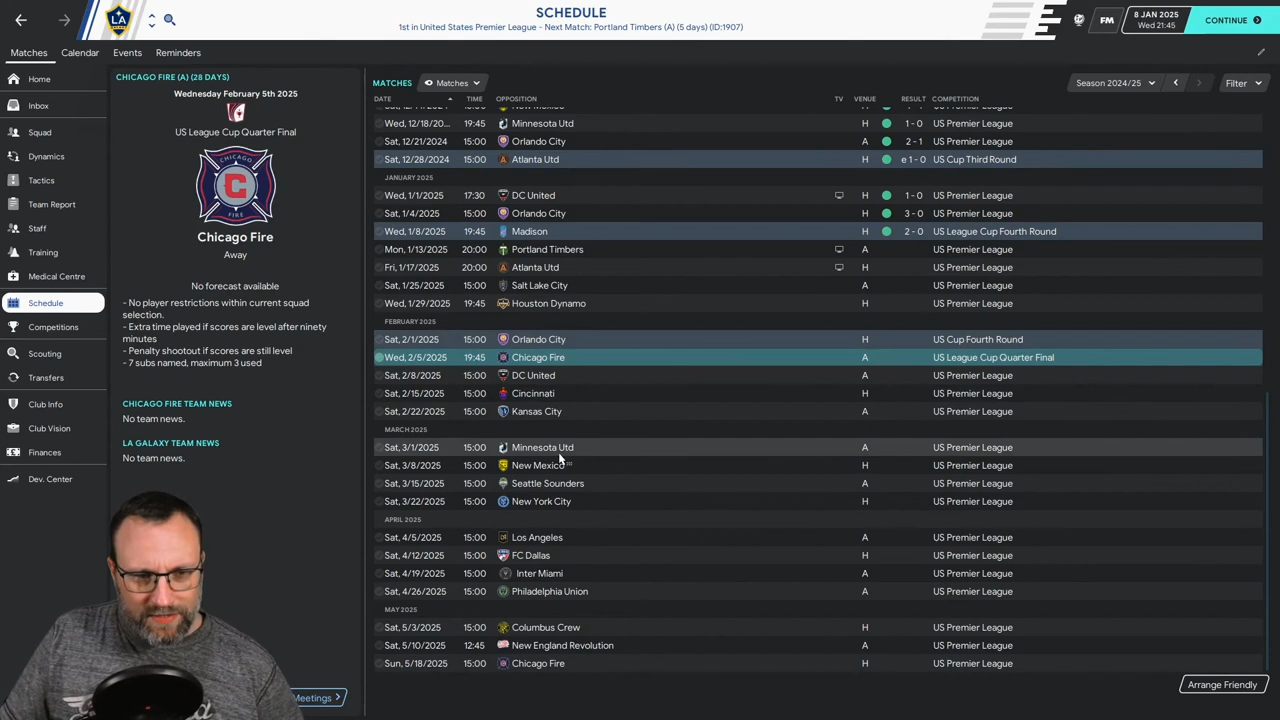 SCHEDULE
1st in United States Premier League - Next Match: Portland Timbers (A) (5 days) (ID:1907)
LA
FM
8 JAN 2025
Wed 21:45
CONTINUE
Matches Calendar Events Reminders
Home
Inbox
Squad
Dynamics
Tactics
Team Report
Staff
Training
Medical Centre
Schedule
Competitions
Scouting
Transfers
Club Info
Club Vision
Finances
Dev. Center
CHICAGO FIRE (A) (28 DAYS)
Wednesday February 5th 2025
US League Cup Quarter Final
CHICAGO
C
FIRE
Chicago Fire
Away
No forecast available
- No player restrictions within current squad
selection.
- Extra time played if scores are level after ninety
minutes
- Penalty shootout if scores are still level
- 7 subs named, maximum 3 used
CHICAGO FIRE TEAM NEWS
No team news.
LA GALAXY TEAM NEWS
No team news.
Meetings
MATCHES Matches Season 2024/25 Filter
DATE TIME OPPOSITION TV VENUE RESULT COMPETITION
Wed, 12/18/20... 19:45 Minnesota Utd H 1 - 0 US Premier League
Sat, 12/21/2024 15:00 Orlando City A 2 - 1 US Premier League
Sat, 12/28/2024 15:00 Atlanta Utd H e 1 - 0 US Cup Third Round
JANUARY 2025
Wed, 1/1/2025 17:30 DC United H 1 - 0 US Premier League
Sat, 1/4/2025 15:00 Orlando City H 3 - 0 US Premier League
Wed, 1/8/2025 19:45 Madison H 2 - 0 US League Cup Fourth Round
Mon, 1/13/2025 20:00 Portland Timbers A US Premier League
Fri, 1/17/2025 20:00 Atlanta Utd H US Premier League
Sat, 1/25/2025 15:00 Salt Lake City A US Premier League
Wed, 1/29/2025 19:45 Houston Dynamo H US Premier League
FEBRUARY 2025
Sat, 2/1/2025 15:00 Orlando City H US Cup Fourth Round
Wed, 2/5/2025 19:45 Chicago Fire A US League Cup Quarter Final
Sat, 2/8/2025 15:00 DC United A US Premier League
Sat, 2/15/2025 15:00 Cincinnati H US Premier League
Sat, 2/22/2025 15:00 Kansas City A US Premier League
MARCH 2025
Sat, 3/1/2025 15:00 Minnesota Utd A US Premier League
Sat, 3/8/2025 15:00 New Mexico H US Premier League
Sat, 3/15/2025 15:00 Seattle Sounders A US Premier League
Sat, 3/22/2025 15:00 New York City H US Premier League
APRIL 2025
Sat, 4/5/2025 15:00 Los Angeles A US Premier League
Sat, 4/12/2025 15:00 FC Dallas H US Premier League
Sat, 4/19/2025 15:00 Inter Miami A US Premier League
Sat, 4/26/2025 15:00 Philadelphia Union A US Premier League
MAY 2025
Sat, 5/3/2025 15:00 Columbus Crew H US Premier League
Sat, 5/10/2025 12:45 New England Revolution A US Premier League
Sun, 5/18/2025 15:00 Chicago Fire H US Premier League
Arrange Friendly